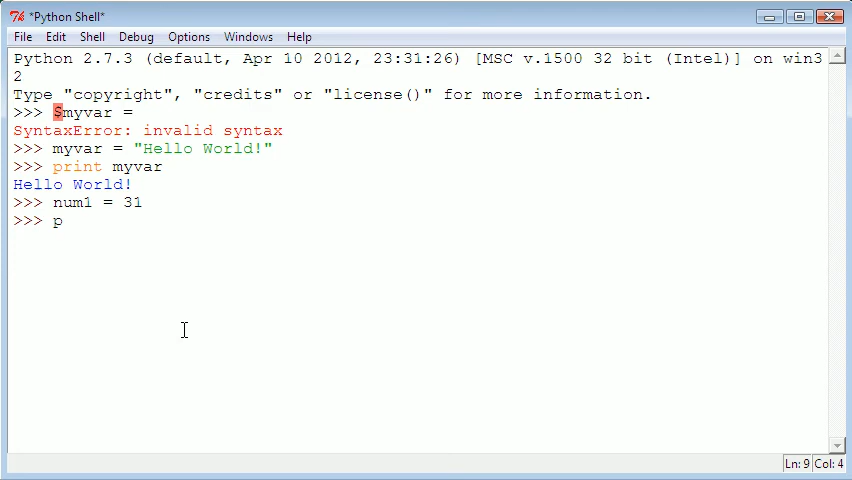 *Python Shell*
File Edit Shell Debug Options Windows Help
Python 2.7.3 (default, Apr 10 2012, 23:31:26) [MSC v.1500 32 bit (Intel)] on win3
2
Type "copyright", "credits" or "license()" for more information.
>>> $myvar =
SyntaxError: invalid syntax
>>> myvar = "Hello World!"
>>> print myvar
Hello World!
>>> num1 = 31
>>> p
Ln: 9 Col: 4